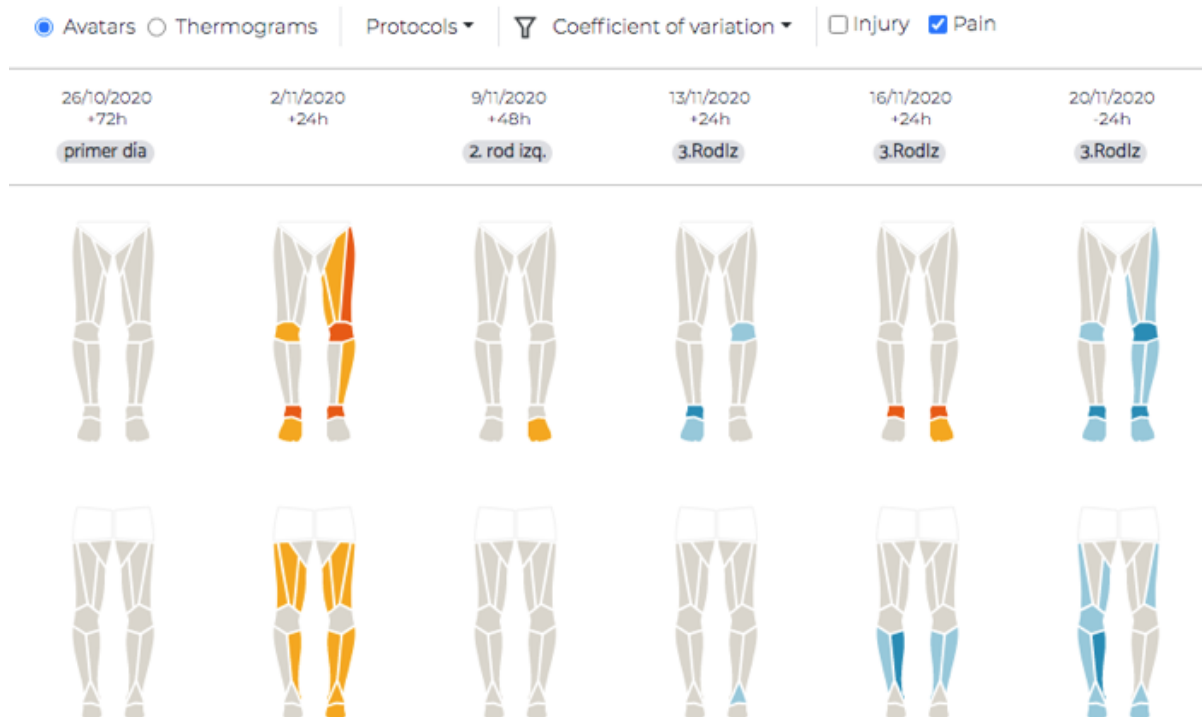 Avatars Thermograms Protocols Coefficient of variation Injury Pain
26/10/2020 2/11/2020 9/11/2020 13/11/2020 16/11/2020 20/11/2020
+72h +24h +48h +24h +24h -24h
primer día 2. rod izq. 3.RodIz 3.RodIz 3.RodIz